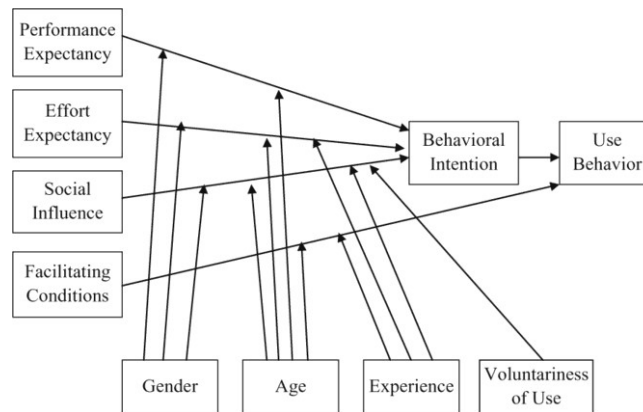 Performance
Expectancy
Effort
Expectancy
Behavioral
Intention
Use
Behavior
Social
Influence
Facilitating
Conditions
Gender
Age
Experience
Voluntariness
of Use